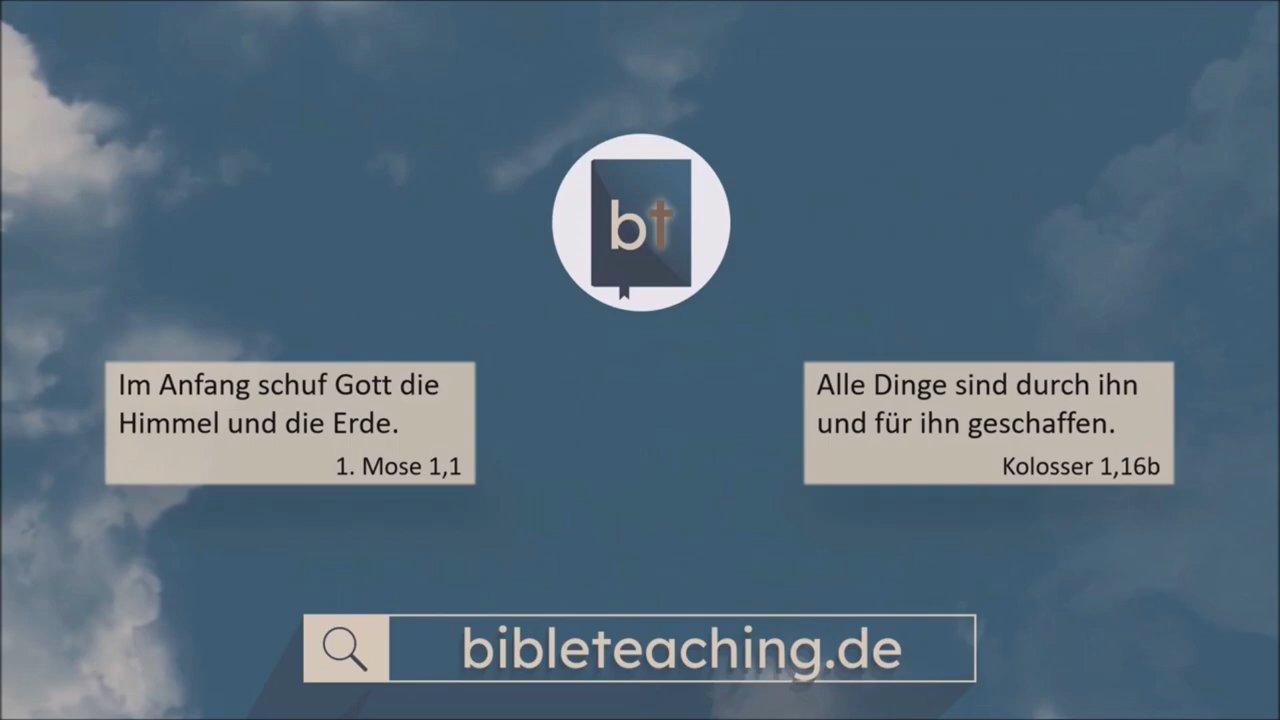 bt
Im Anfang schuf Gott die
Himmel und die Erde.
1. Mose 1,1
Alle Dinge sind durch ihn
und für ihn geschaffen.
Kolosser 1,16b
bibleteaching.de